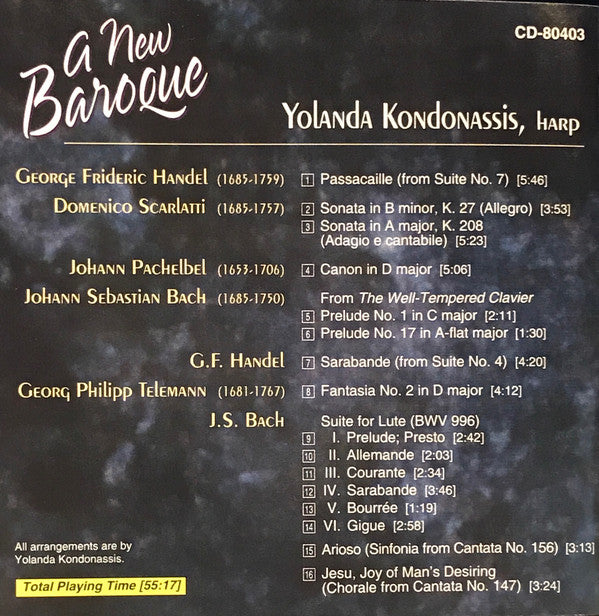 A New
Baroque
CD-80403
Yolanda Kondonassis, harp
George Frideric Handel (1685-1759) 1 Passacaille (from Suite No. 7) [5:46]
Domenico Scarlatti (1685-1757) 2 Sonata in B minor, K. 27 (Allegro) [3:53]
3 Sonata in A major, K. 208
(Adagio e cantabile) [5:23]
Johann Pachelbel (1653-1706) 4 Canon in D major [5:06]
Johann Sebastian Bach (1685-1750) From The Well-Tempered Clavier
5 Prelude No. 1 in C major [2:11]
6 Prelude No. 17 in A-flat major [1:30]
G.F. Handel 7 Sarabande (from Suite No. 4) [4:20]
Georg Philipp Telemann (1681-1767) 8 Fantasia No. 2 in D major [4:12]
J.S. Bach Suite for Lute (BWV 996)
9 I. Prelude; Presto [2:42]
10 II. Allemande [2:03]
11 III. Courante [2:34]
12 IV. Sarabande [3:46]
13 V. Bourrée [1:19]
14 VI. Gigue [2:58]
15 Arioso (Sinfonia from Cantata No. 156) [3:13]
16 Jesu, Joy of Man's Desiring
(Chorale from Cantata No. 147) [3:24]
All arrangements are by
Yolanda Kondonassis.
Total Playing Time [55:17]